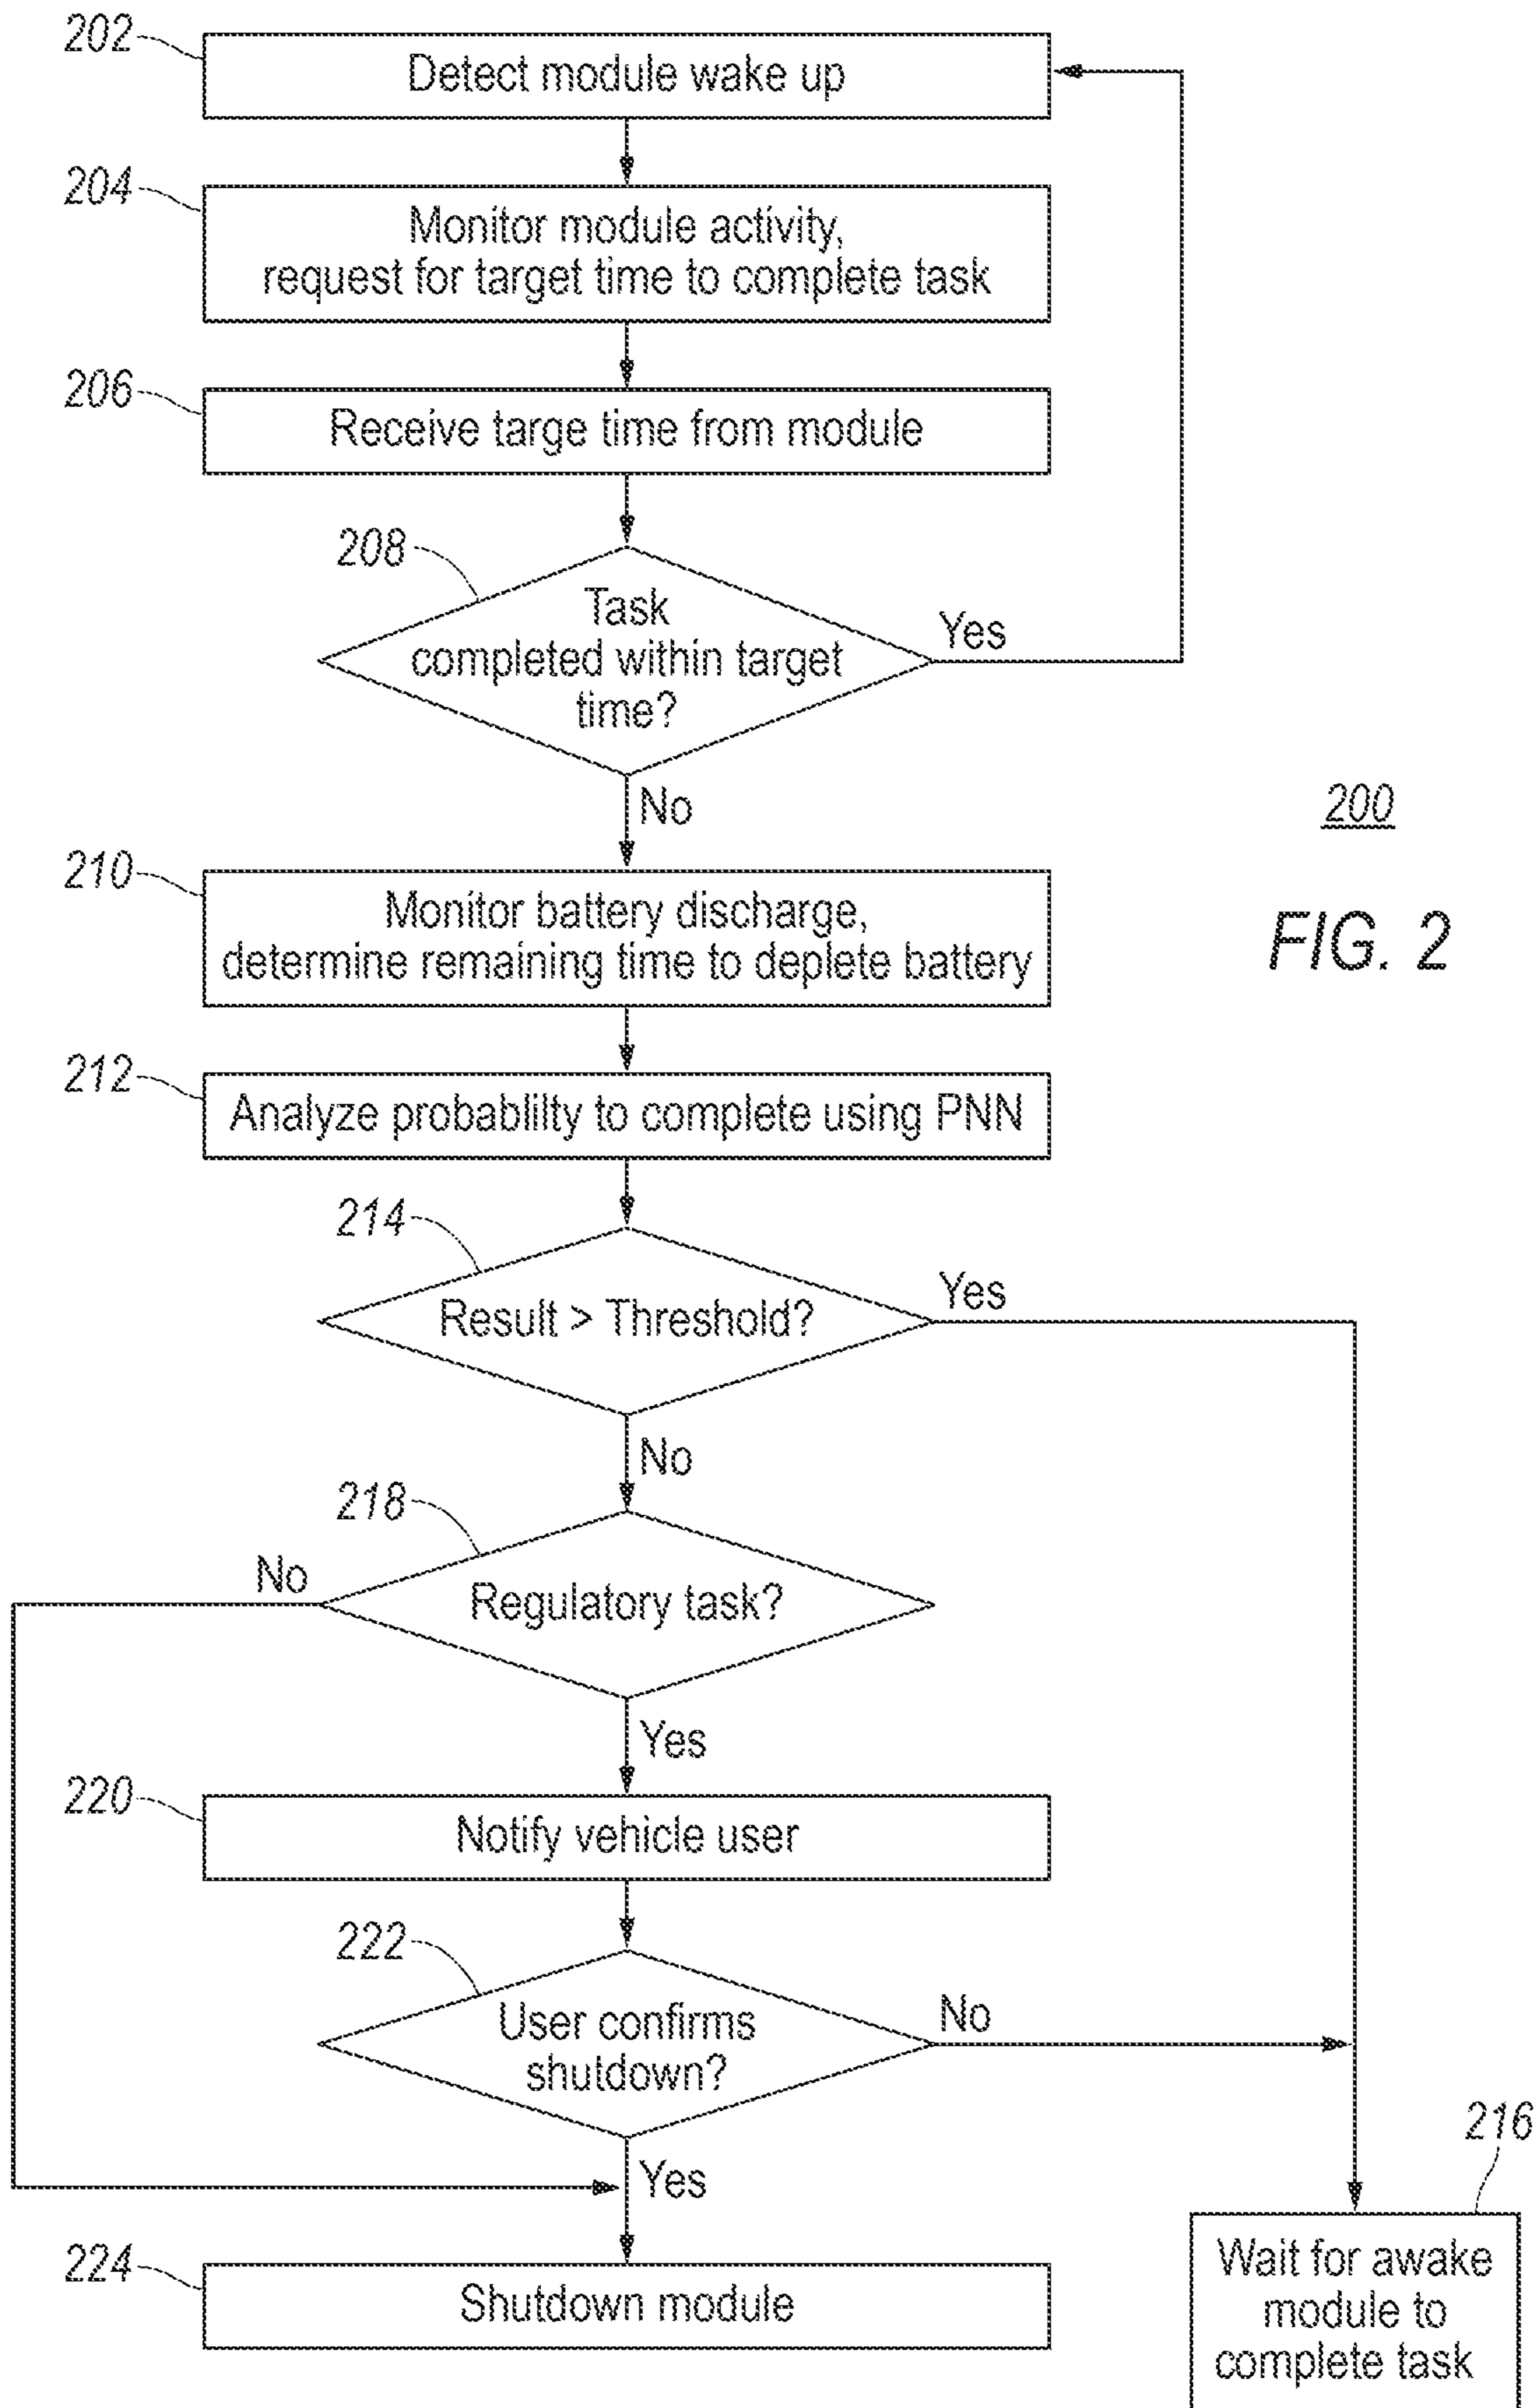 202
Detect module wake up
204
Monitor module activity,
request for target time to complete task
206
Receive targe time from module
208
Task
completed within target
time?
Yes
No
200
FIG. 2
210
Monitor battery discharge,
determine remaining time to deplete battery
212
Analyze probablilty to complete using PNN
214
Result > Threshold?
Yes
No
218
No
Regulatory task?
Yes
220
Notify vehicle user
222
User confirms
shutdown?
No
Yes
216
Wait for awake
module to
complete task
224
Shutdown module